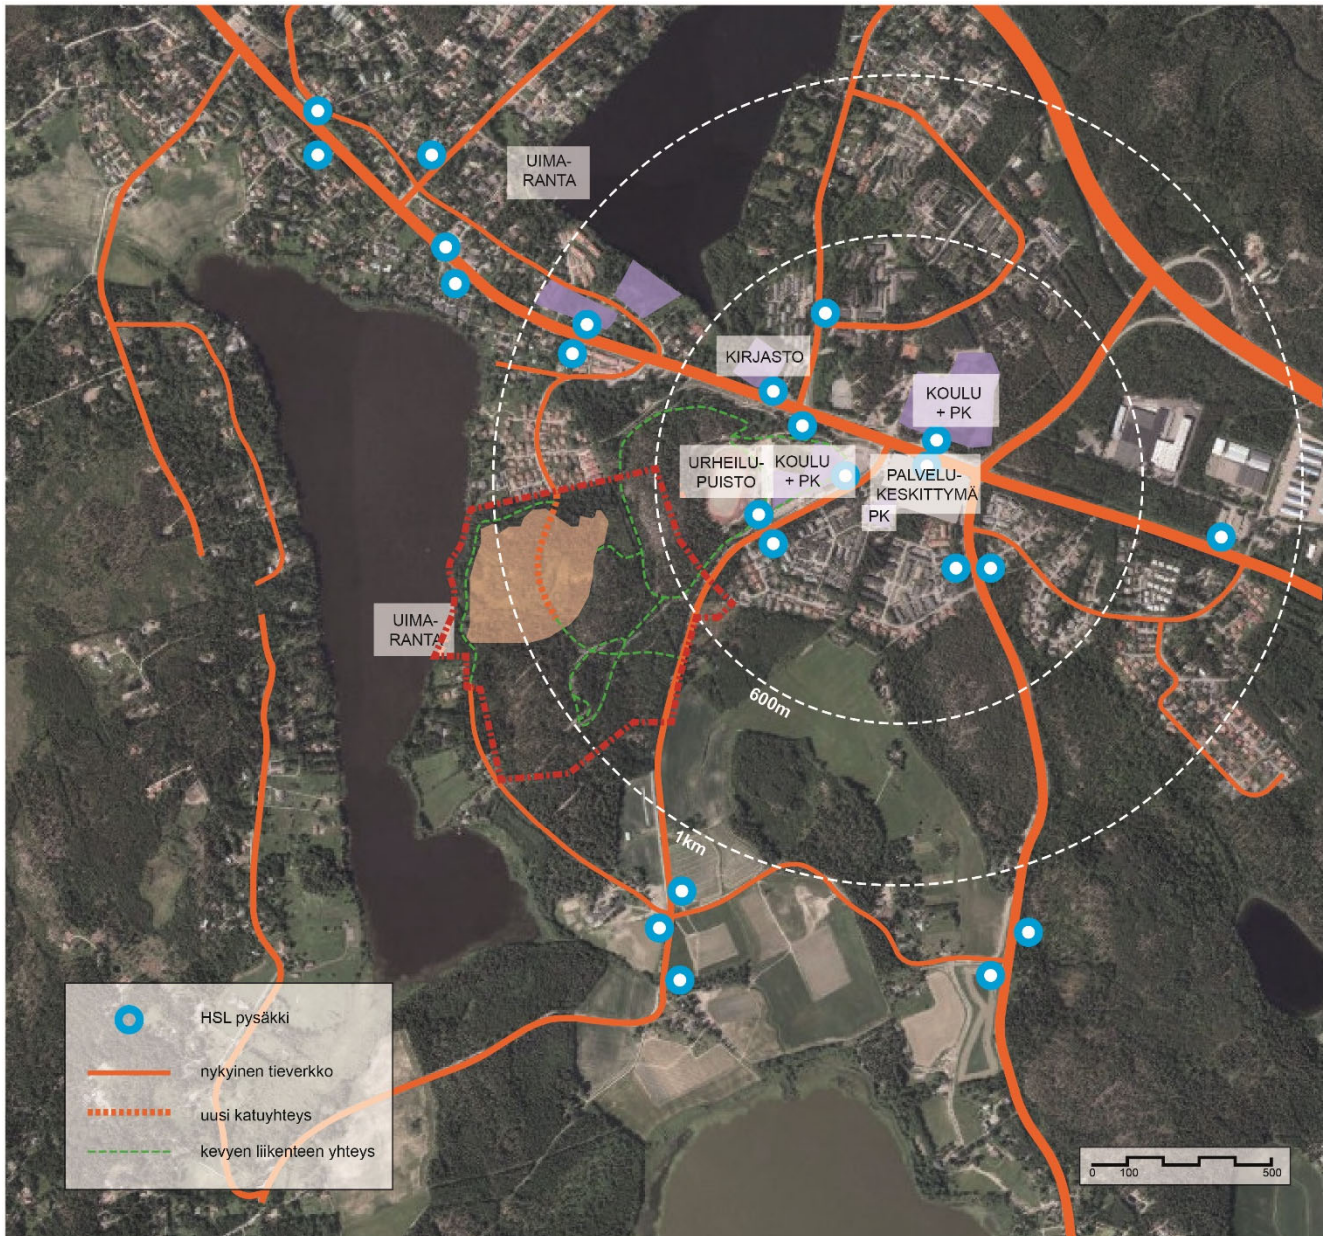 UIMA-
RANTA
KIRJASTO
KOULU
+ PK
URHEILU-
PUISTO
KOULU
+ PK
PALVELU-
KESKITTYMÄ
PK
UIMA-
RANTA
600m
1km
HSL pysäkki
nykyinen tieverkko
uusi katuyhteys
kevyen liikenteen yhteys
0 100 500